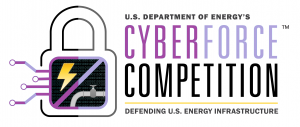 U.S. DEPARTMENT OF ENERGY'S
CYBERFORCE™
COMPETITION
DEFENDING U.S. ENERGY INFRASTRUCTURE